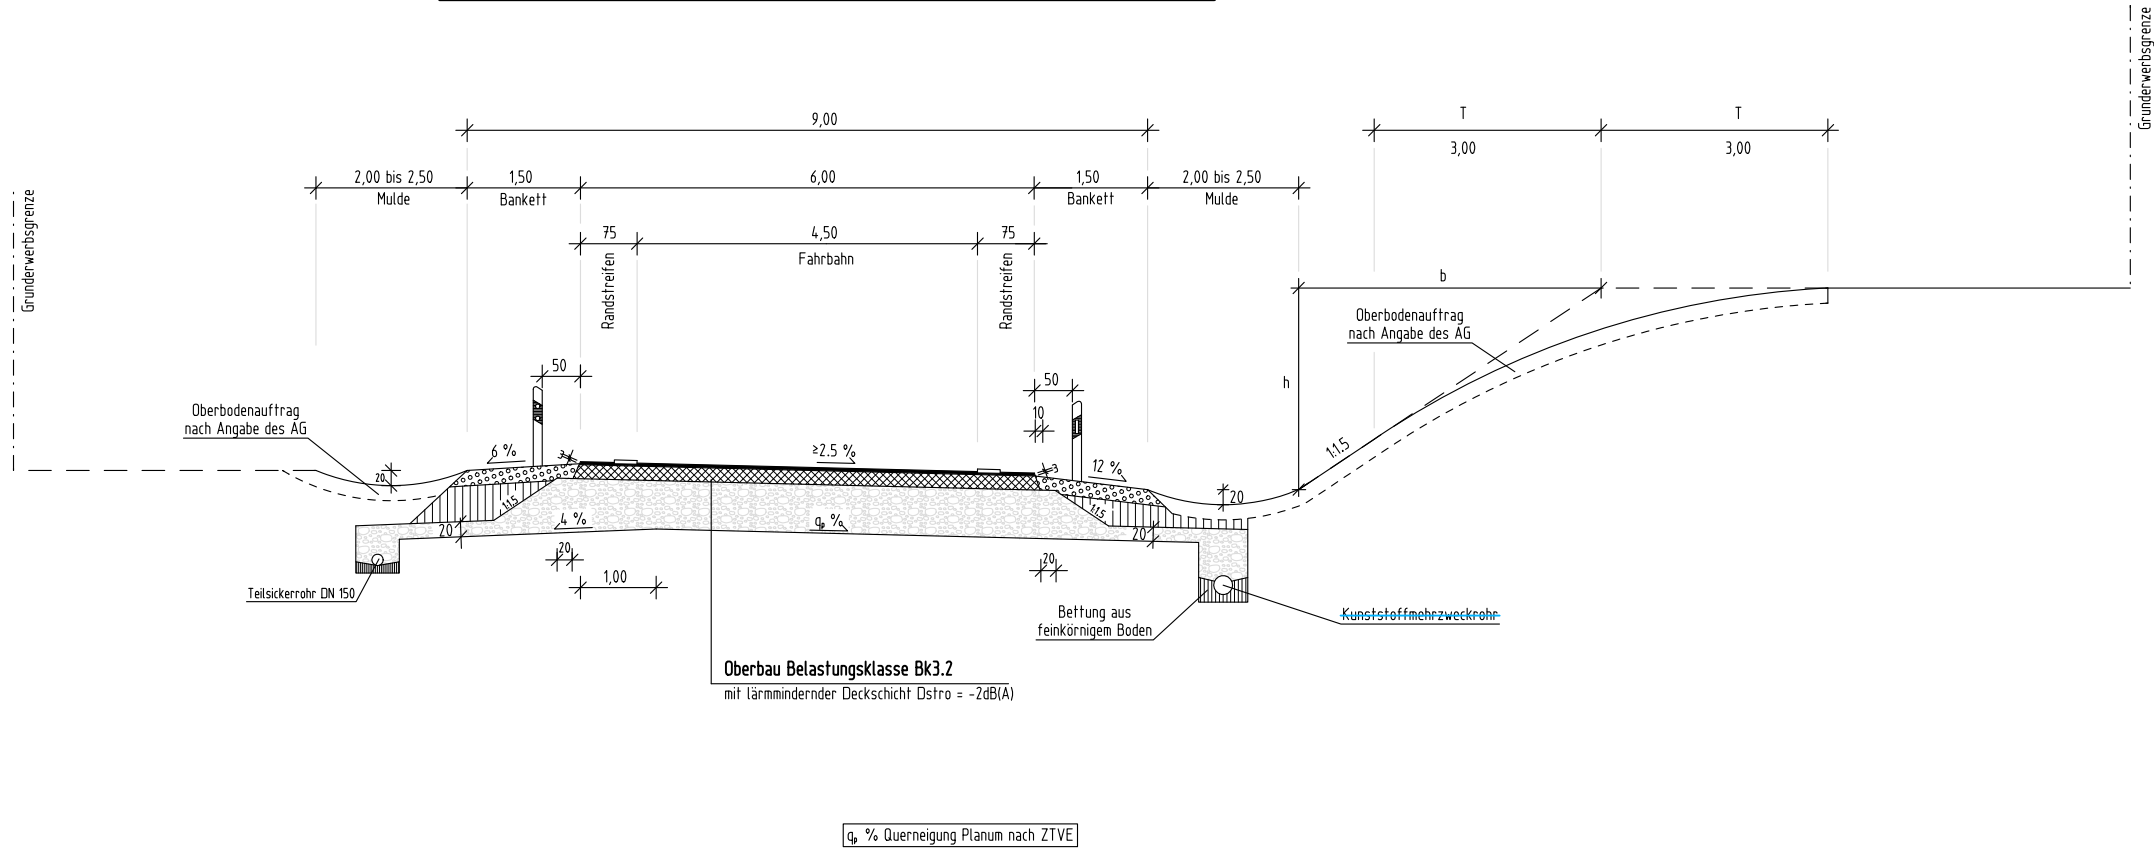 Grunderwerbsgrenze
9,00
T
T
3,00
3,00
2,00 bis 2,50
1,50
6,00
1,50
2,00 bis 2,50
Mulde
Bankett
Bankett
Mulde
Grunderwerbsgrenze
75
4,50
75
Randstreifen
Fahrbahn
Randstreifen
b
Oberbodenauftrag
nach Angabe des AG
50
50
h
10
Oberbodenauftrag
nach Angabe des AG
6 %
3
≥2.5 %
3
12 %
1:1.5
20
20
1:1.5
1:1.5
20
4 %
qp %
20
20
20
1,00
Teilsickerrohr DN 150
Bettung aus
feinkörnigem Boden
Kunststoffmehrzweckrohr
Oberbau Belastungsklasse Bk3.2
mit lärmmindernder Deckschicht Dstro = -2dB(A)
qp % Querneigung Planum nach ZTVE